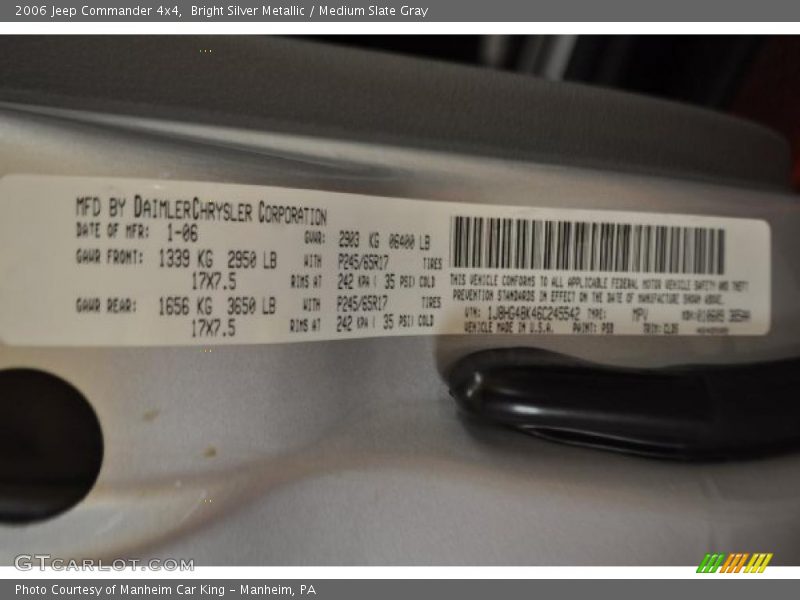 2006 Jeep Commander 4x4, Bright Silver Metallic / Medium Slate Gray
MFD BY DAIMLERCHRYSLER CORPORATION
DATE OF MFR: 1-06 GVWR: 2903 KG 06400 LB
GAWR FRONT: 1339 KG 2950 LB WITH P245/65R17 TIRES
17X7.5 RIMS AT 242 KPA ( 35 PSI) COLD
GAWR REAR: 1656 KG 3650 LB WITH P245/65R17 TIRES
17X7.5 RIMS AT 242 KPA ( 35 PSI) COLD
THIS VEHICLE CONFORMS TO ALL APPLICABLE FEDERAL MOTOR VEHICLE SAFETY AND THEFT
PREVENTION STANDARDS IN EFFECT ON THE DATE OF MANUFACTURE SHOWN ABOVE.
VIN: 1J8HG48K46C245542 TYPE: MPV MDH:
VEHICLE MADE IN U.S.A. PAINT: PS8 TRIM:
GTCARLOT.COM
Photo Courtesy of Manheim Car King – Manheim, PA